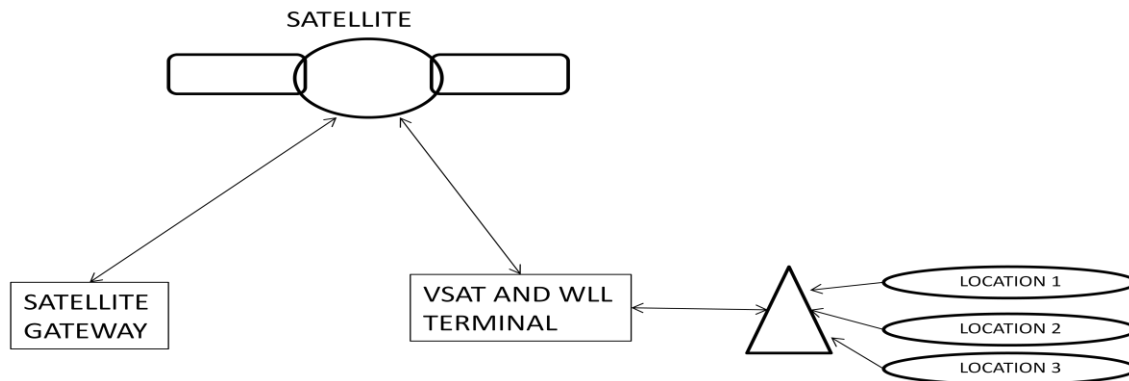 SATELLITE
SATELLITE
GATEWAY
VSAT AND WLL
TERMINAL
LOCATION 1
LOCATION 2
LOCATION 3